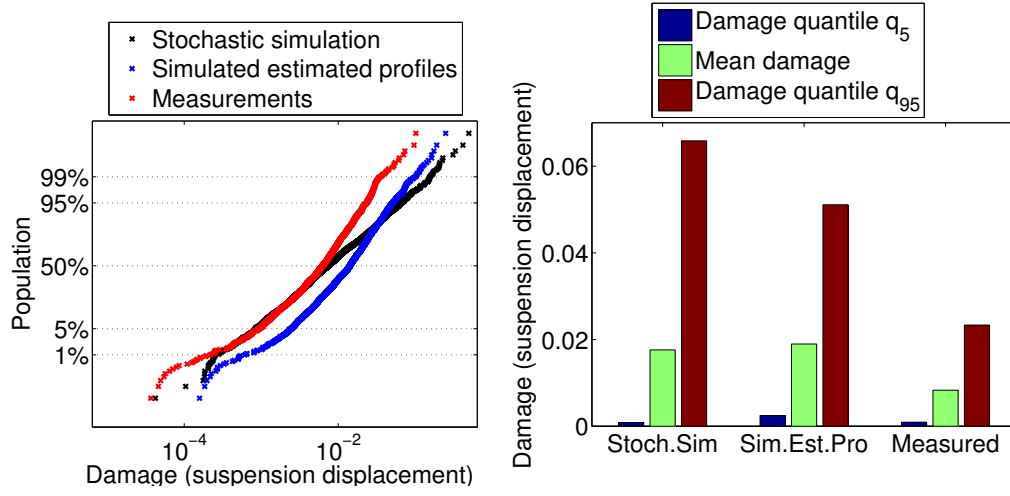 Stochastic simulation
Simulated estimated profiles
Measurements
99%
95%
50%
5%
1%
Population
10^-4
10^-2
Damage (suspension displacement)
Damage quantile q_5
Mean damage
Damage quantile q_95
0.06
0.04
0.02
0
Damage (suspension displacement)
Stoch.Sim
Sim.Est.Pro
Measured